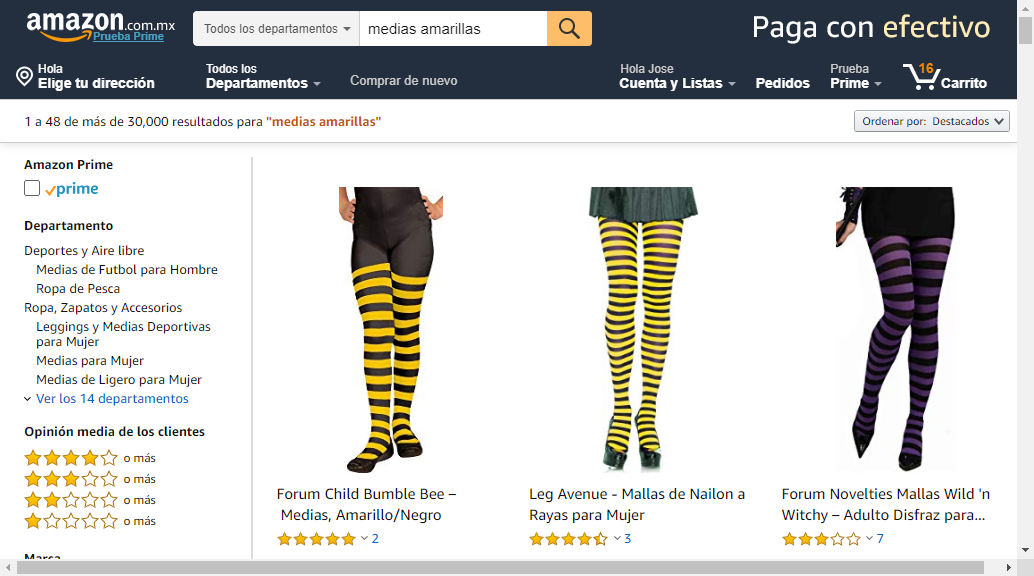 amazon.com.mx
Prueba Prime
Todos los departamentos
medias amarillas
Paga con efectivo
Hola
Elige tu dirección
Todos los
Departamentos
Comprar de nuevo
Hola Jose
Cuenta y Listas
Pedidos
Prueba
Prime
16
Carrito
1 a 48 de más de 30,000 resultados para "medias amarillas"
Ordenar por: Destacados
Amazon Prime
prime
Departamento
Deportes y Aire libre
Medias de Futbol para Hombre
Ropa de Pesca
Ropa, Zapatos y Accesorios
Leggings y Medias Deportivas
para Mujer
Medias para Mujer
Medias de Ligero para Mujer
Ver los 14 departamentos
Opinión media de los clientes
o más
o más
o más
o más
Marca
Forum Child Bumble Bee –
Medias, Amarillo/Negro
2
Leg Avenue - Mallas de Nailon a
Rayas para Mujer
3
Forum Novelties Mallas Wild 'n
Witchy – Adulto Disfraz para...
7